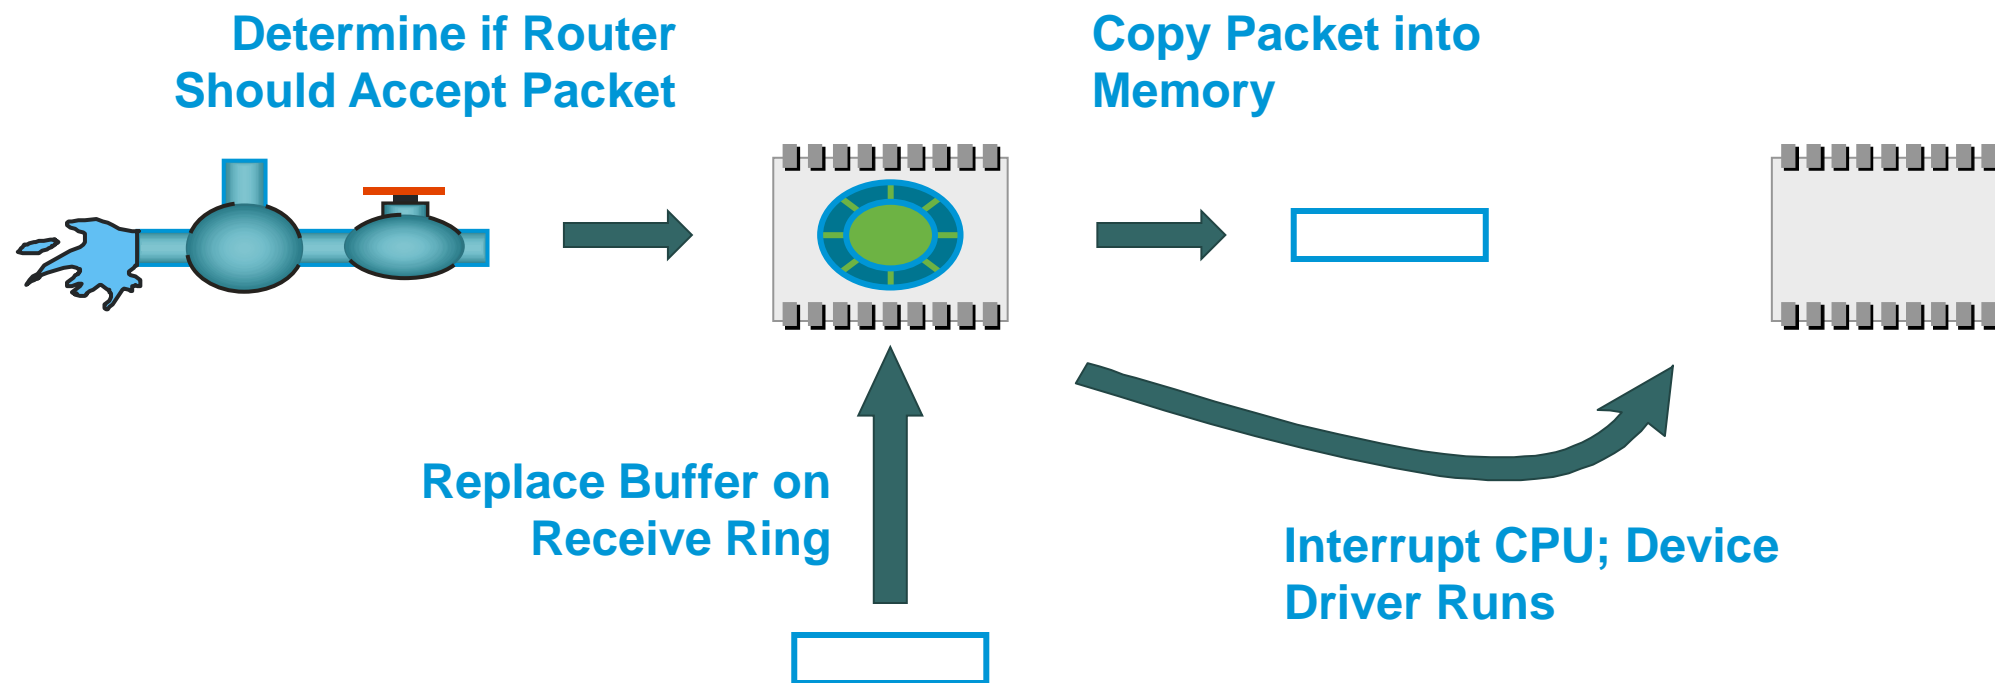 Determine if Router
Should Accept Packet
Copy Packet into
Memory
Replace Buffer on
Receive Ring
Interrupt CPU; Device
Driver Runs